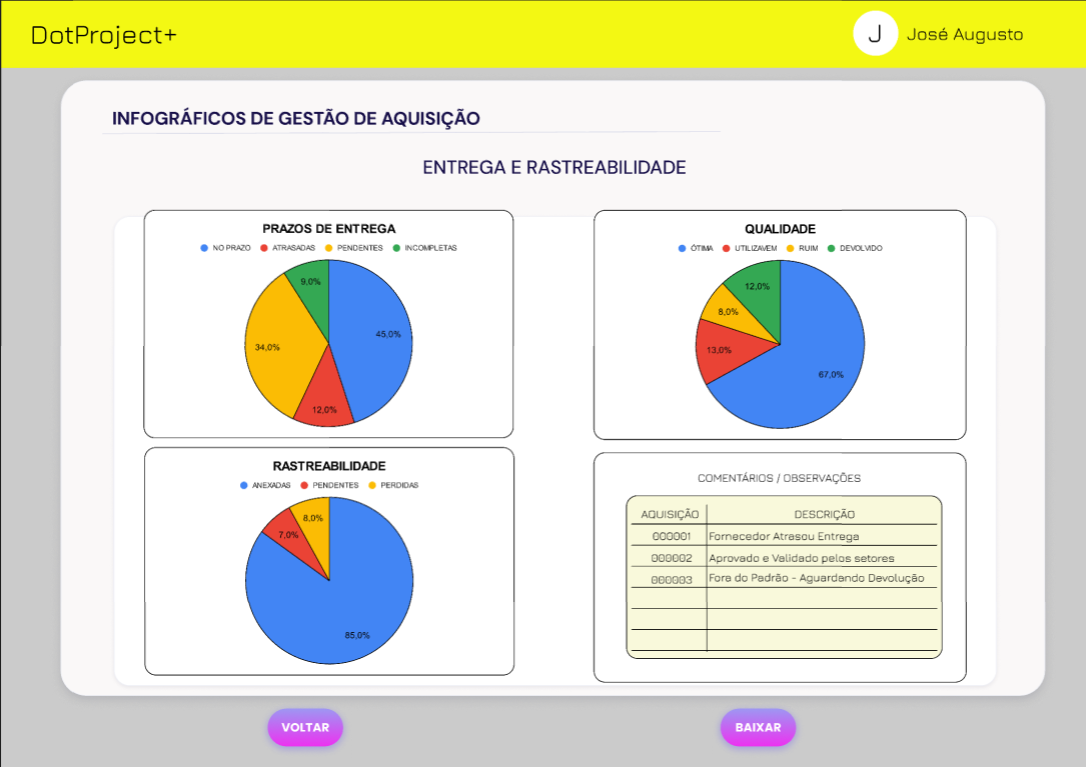 DotProject+
J José Augusto
INFOGRÁFICOS DE GESTÃO DE AQUISIÇÃO
ENTREGA E RASTREABILIDADE
PRAZOS DE ENTREGA
NO PRAZO ATRASADAS PENDENTES INCOMPLETAS
9,0%
45,0%
34,0%
12,0%
QUALIDADE
ÓTIMA UTILIZAVEM RUIM DEVOLVIDO
12,0%
8,0%
13,0%
67,0%
RASTREABILIDADE
ANEXADAS PENDENTES PERDIDAS
8,0%
7,0%
85,0%
COMENTÁRIOS / OBSERVAÇÕES
AQUISIÇÃO DESCRIÇÃO
000001 Fornecedor Atrasou Entrega
000002 Aprovado e Validado pelos setores
000003 Fora do Padrão - Aguardando Devolução
VOLTAR
BAIXAR